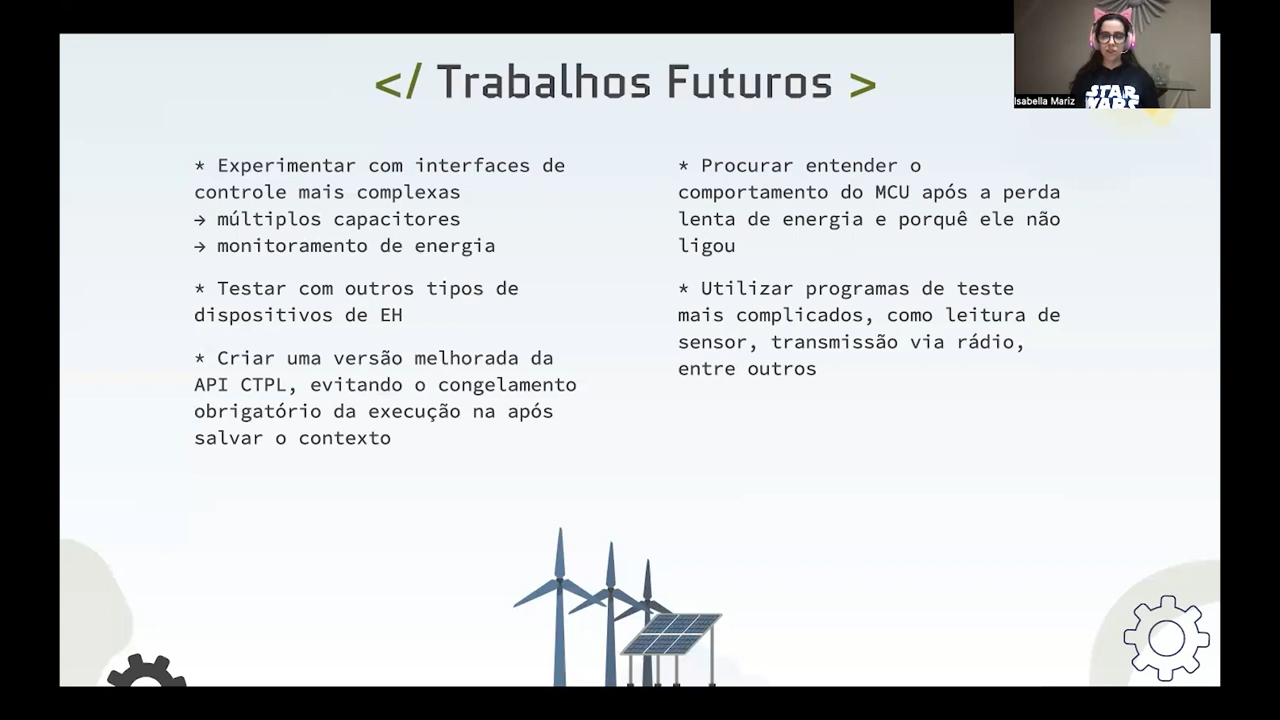 </ Trabalhos Futuros >
* Experimentar com interfaces de
controle mais complexas
→ múltiplos capacitores
→ monitoramento de energia
* Testar com outros tipos de
dispositivos de EH
* Criar uma versão melhorada da
API CTPL, evitando o congelamento
obrigatório da execução na após
salvar o contexto
* Procurar entender o
comportamento do MCU após a perda
lenta de energia e porquê ele não
ligou
* Utilizar programas de teste
mais complicados, como leitura de
sensor, transmissão via rádio,
entre outros
Isabella Mariz
STAR
WARS